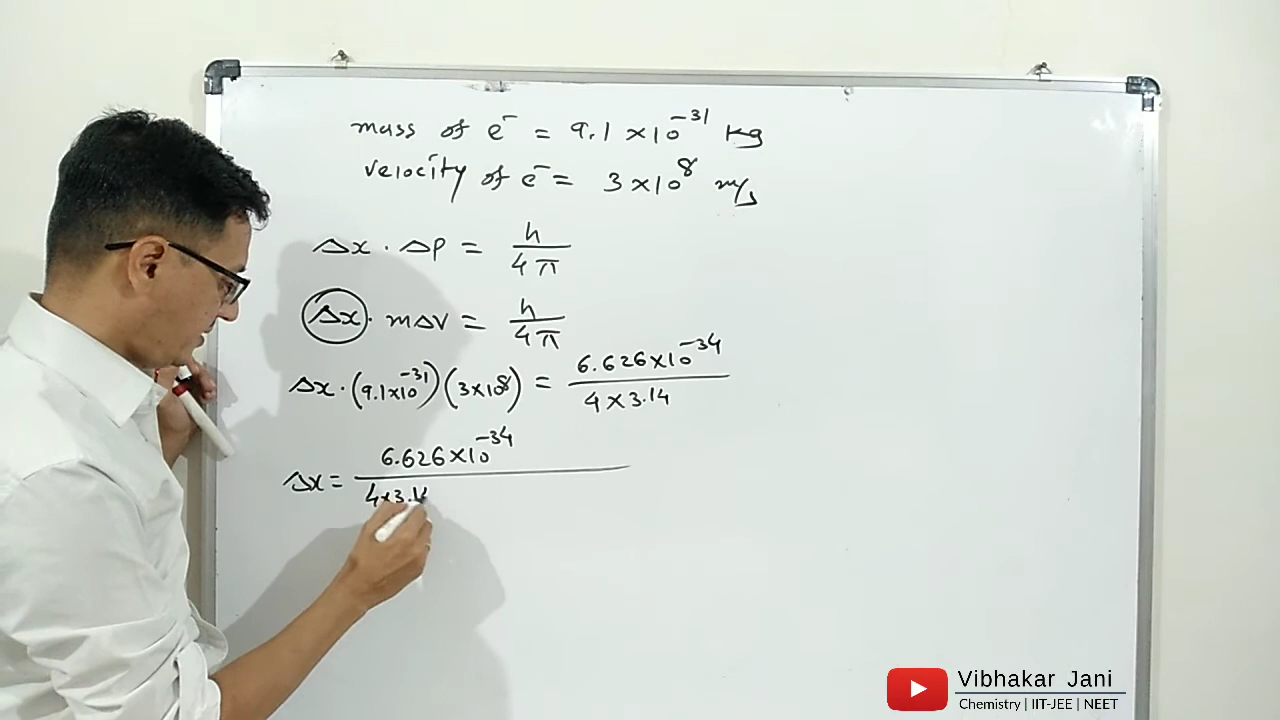 mass of e⁻ = 9.1 × 10⁻³¹ kg
velocity of e⁻ = 3 × 10⁸ m/s
Δx · ΔP = h / 4π
Δx · mΔV = h / 4π
Δx · (9.1×10⁻³¹)(3×10⁸) = 6.626×10⁻³⁴ / 4 × 3.14
Δx = 6.626×10⁻³⁴ / 4×3.14
Vibhakar Jani
Chemistry | IIT-JEE | NEET